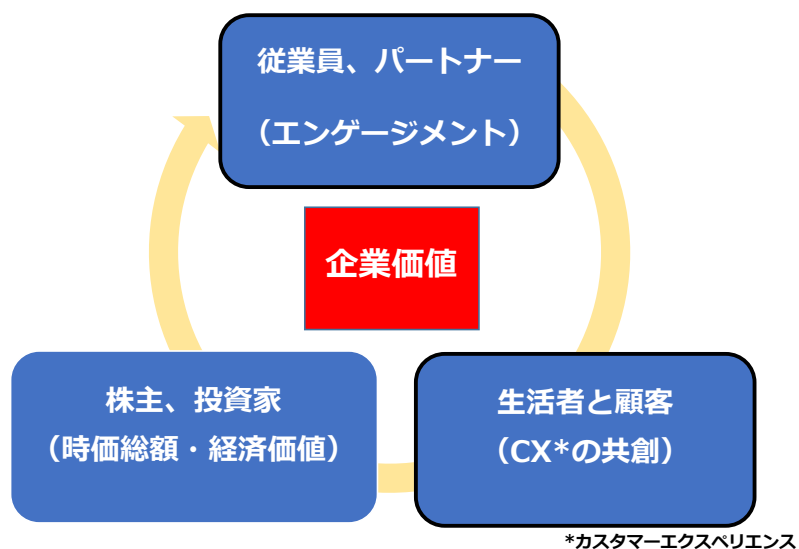 従業員、パートナー
（エンゲージメント）
企業価値
株主、投資家
（時価総額・経済価値）
生活者と顧客
（CX*の共創）
*カスタマーエクスペリエンス